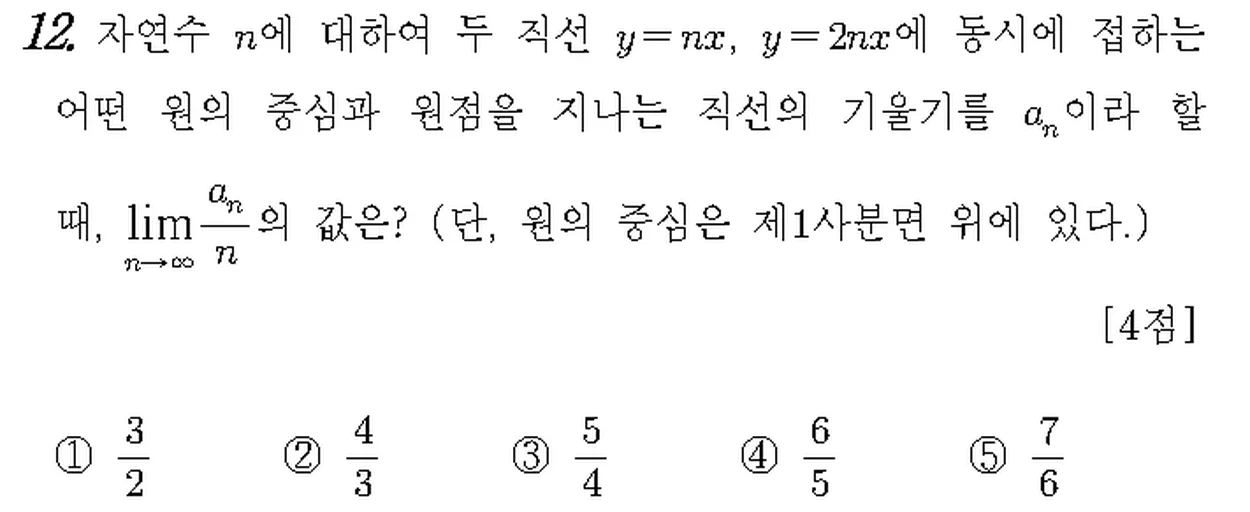 12. 자연수 n에 대하여 두 직선 y=nx, y=2nx에 동시에 접하는
어떤 원의 중심과 원점을 지나는 직선의 기울기를 aₙ이라 할
때, lim_{n→∞} aₙ/n의 값은? (단, 원의 중심은 제1사분면 위에 있다.)
[4점]
① 3/2 ② 4/3 ③ 5/4 ④ 6/5 ⑤ 7/6